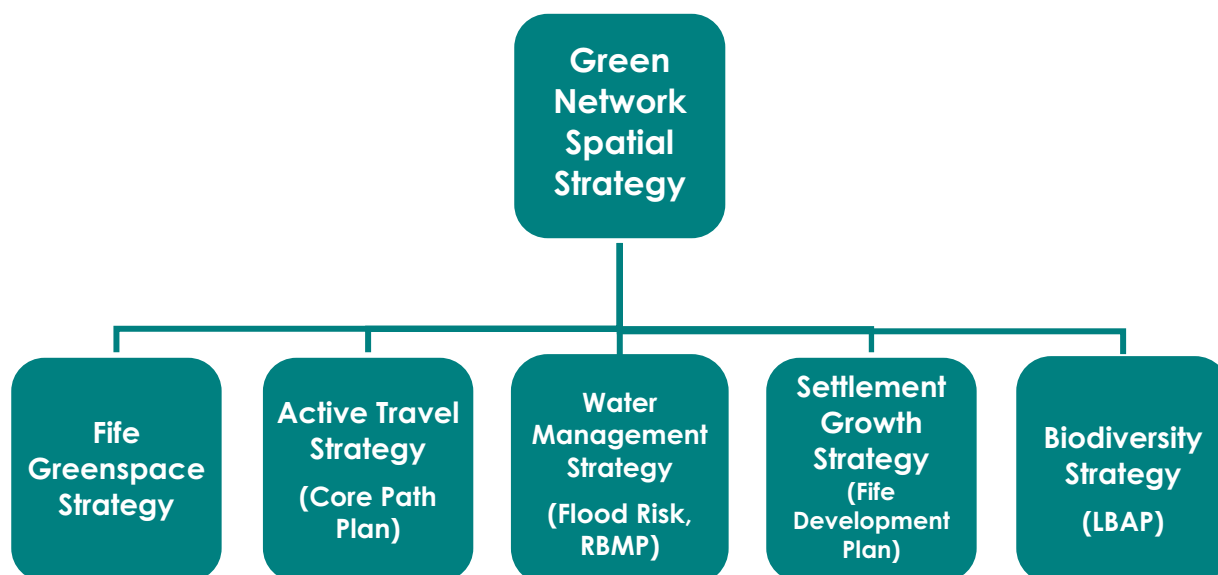 Green
Network
Spatial
Strategy
Fife
Greenspace
Strategy
Active Travel
Strategy
(Core Path
Plan)
Water
Management
Strategy
(Flood Risk,
RBMP)
Settlement
Growth
Strategy
(Fife
Development
Plan)
Biodiversity
Strategy
(LBAP)